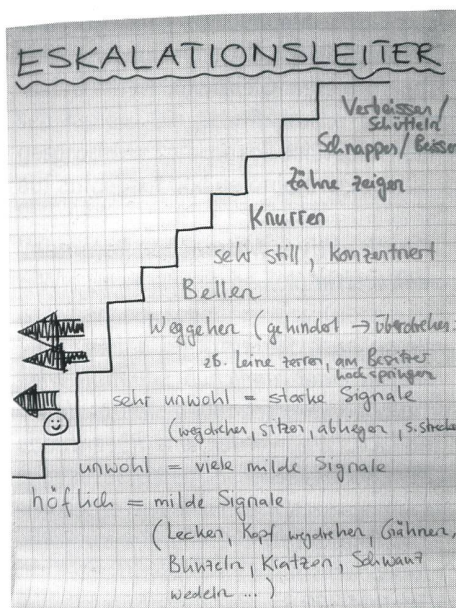 ESKALATIONSLEITER
Verbeissen/
Schütteln
Schnappen/Beissen
Zähne zeigen
Knurren
sehr still, konzentriert
Bellen
Weggehen (gehindert → überdrehen:
zB. Leine zerren, am Besitzer
hochspringen
sehr unwohl = starke Signale
(wegdrehen, sitzen, abliegen, s. strecken
unwohl = viele milde Signale
höflich = milde Signale
(Lecken, Kopf wegdrehen, Gähnen,
Blinzeln, Kratzen, Schwanz
wedeln ...)